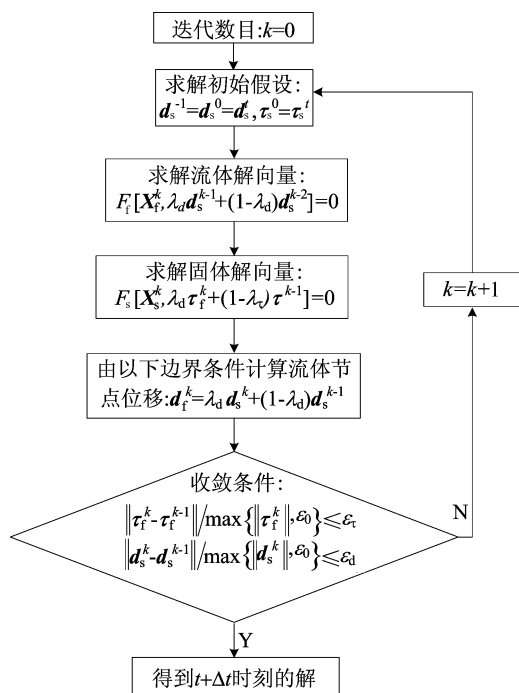 迭代数目:k=0
求解初始假设:
d_s^{-1}=d_s^0=d_s^t,τ_s^0=τ_s^t
求解流体解向量:
F_f[X_f^k,λ_d d_s^{k-1}+(1-λ_d)d_s^{k-2}]=0
求解固体解向量:
F_s[X_s^k,λ_d τ_f^k+(1-λ_τ)τ^{k-1}]=0
k=k+1
由以下边界条件计算流体节
点位移:d_f^k=λ_d d_s^k+(1-λ_d)d_s^{k-1}
收敛条件:
‖τ_f^k-τ_f^{k-1}‖/max{‖τ_f^k‖,ε_0}≤ε_τ
‖d_s^k-d_s^{k-1}‖/max{‖d_s^k‖,ε_0}≤ε_d
N
Y
得到t+Δt时刻的解